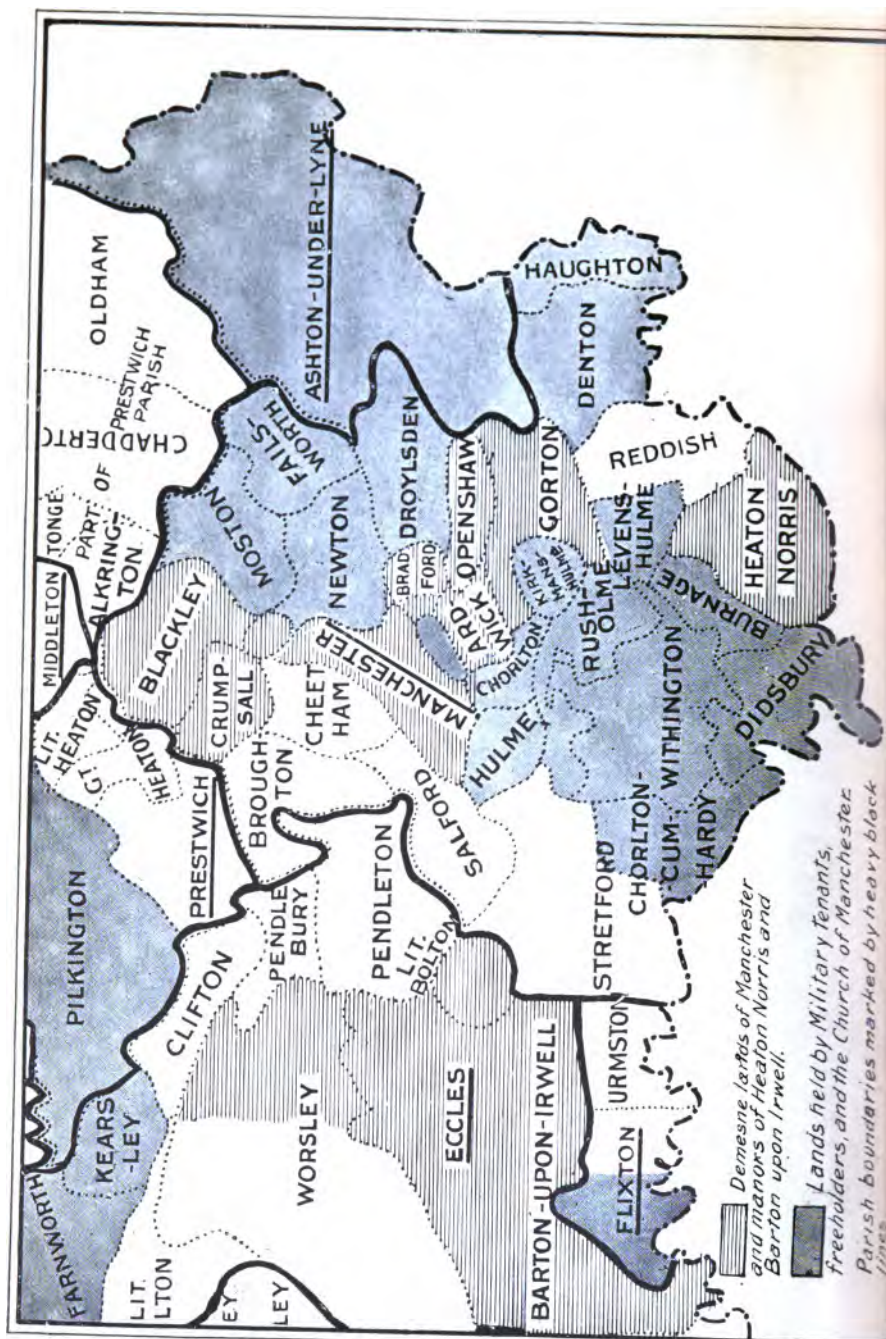 OLDHAM
PRESTWICH
PARISH
CHADDERTO
PART OF
TONGE
ALKRING-
TON
MIDDLETON
LIT.
HEATON
GT
HEATON
PRESTWICH
PILKINGTON
KEARS
-LEY
FARNWORTH
LIT.
LTON
EY
LEY
CLIFTON
PENDLE
BURY
PENDLETON
LIT.
BOLTON
WORSLEY
ECCLES
BARTON-UPON-IRWELL
URMSTON
FLIXTON
STRETFORD
SALFORD
BROUGH
TON
CHEET
HAM
CRUMP-
SALL
BLACKLEY
MOSTON
FAILS-
WORTH
NEWTON
MANCHESTER
BRAD
FORD
DROYLSDEN
ASHTON-UNDER-LYNE
OPENSHAW
ARD
WICK
GORTON
HAUGHTON
DENTON
REDDISH
HEATON
NORRIS
LEVENS-
HULME
BURNAGE
KIRK-
MANS-
HULME
RUSH-
OLME
CHORLTON
HULME
WITHINGTON
DIDSBURY
CHORLTON-
CUM-
HARDY
Demesne lands of Manchester
and manors of Heaton Norris and
Barton upon Irwell.
Lands held by Military tenants,
freeholders, and the Church of Manchester.
Parish boundaries marked by heavy black
lines